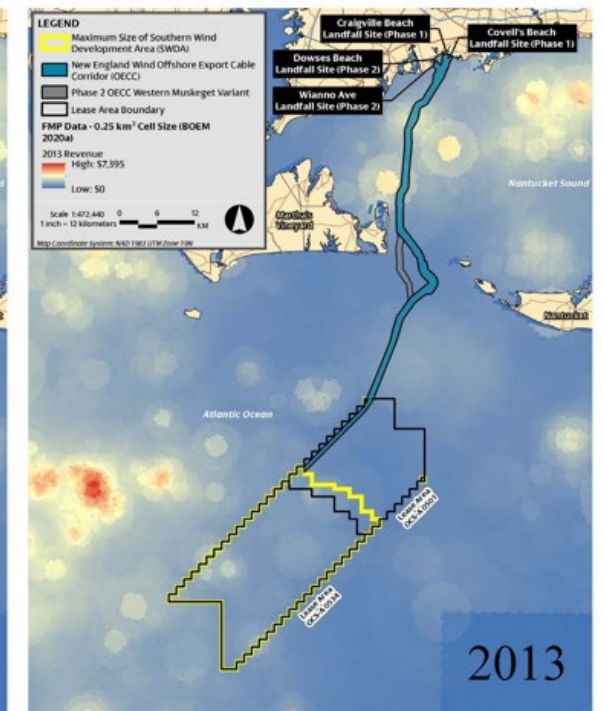 LEGEND
Maximum Size of Southern Wind
Development Area (SWDA)
New England Wind Offshore Export Cable
Corridor (OECC)
Phase 2 OECC Western Muskeget Variant
Lease Area Boundary
FMP Data - 0.25 km² Cell Size (BOEM
2020a)
2013 Revenue
High: $7,395
Low: $0
Scale 1:472,440
1 inch = 12 kilometers
0 6 12
KM
Map Coordinate System: NAD 1983 UTM Zone 19N
Craigville Beach
Landfall Site (Phase 1)
Covell's Beach
Landfall Site (Phase 1)
Dowses Beach
Landfall Site (Phase 2)
Wianno Ave
Landfall Site (Phase 2)
Nantucket Sound
Martha's
Vineyard
Nantucket
Atlantic Ocean
Lease Area
OCS-A 0501
Lease Area
OCS-A 0534
2013